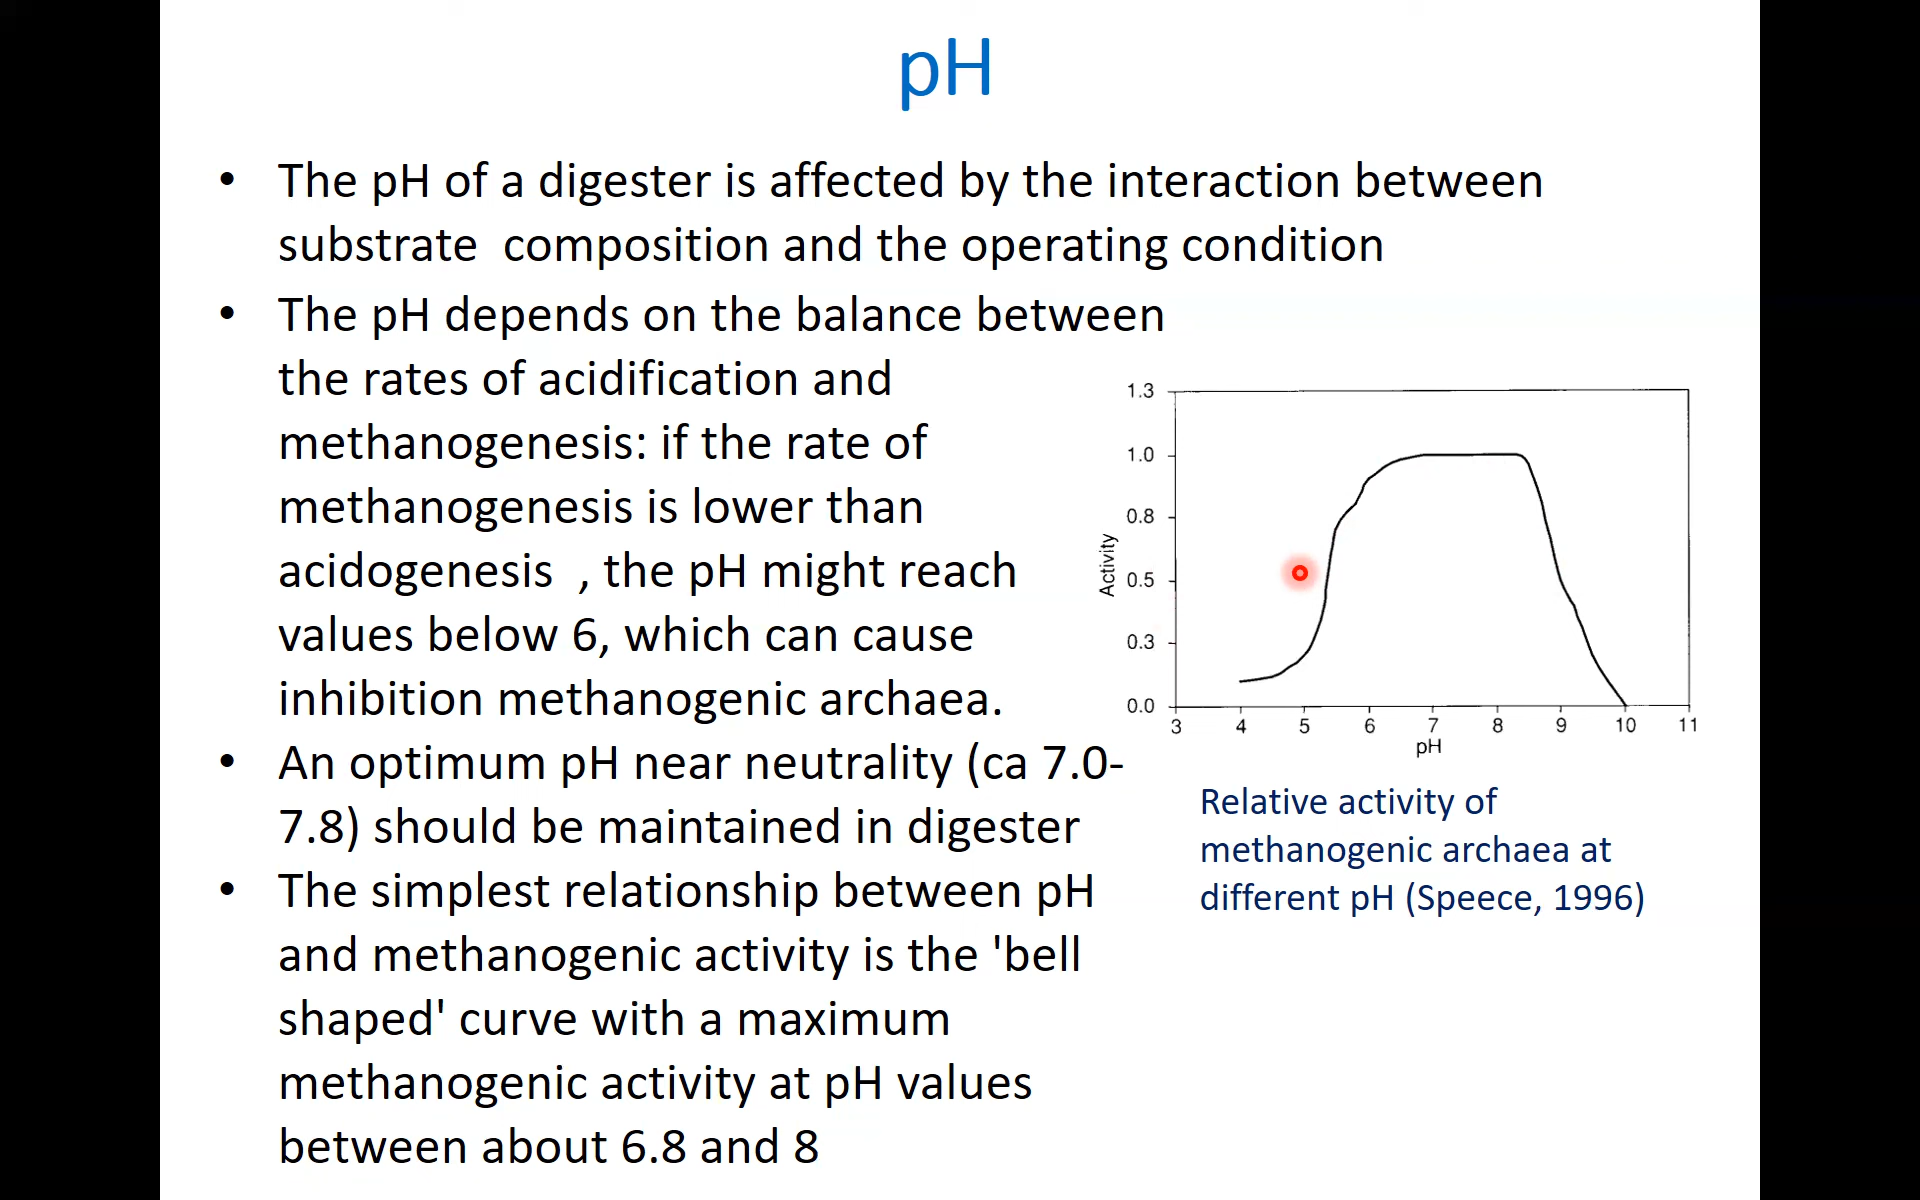 pH
• The pH of a digester is affected by the interaction between
substrate  composition and the operating condition
• The pH depends on the balance between
the rates of acidification and
methanogenesis: if the rate of
methanogenesis is lower than
acidogenesis  , the pH might reach
values below 6, which can cause
inhibition methanogenic archaea.
• An optimum pH near neutrality (ca 7.0-
7.8) should be maintained in digester
• The simplest relationship between pH
and methanogenic activity is the 'bell
shaped' curve with a maximum
methanogenic activity at pH values
between about 6.8 and 8
1.3
1.0
0.8
0.5
0.3
0.0
Activity
3 4 5 6 7 8 9 10 11
pH
Relative activity of
methanogenic archaea at
different pH (Speece, 1996)